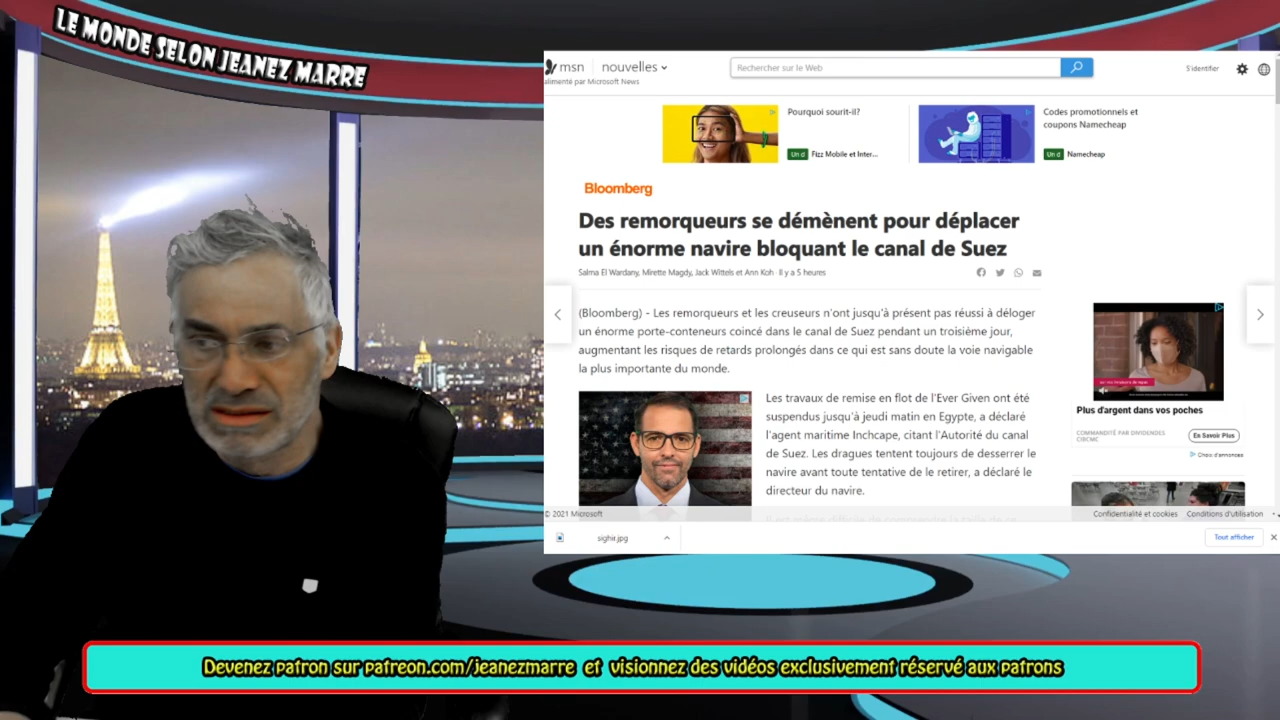 LE MONDE SELON JEANEZ MARRE
msn nouvelles
alimenté par Microsoft News
Rechercher sur le Web
S'identifier
Pourquoi sourit-il?
Un d Fizz Mobile et Inter...
Codes promotionnels et
coupons Namecheap
Un d Namecheap
Bloomberg
Des remorqueurs se démènent pour déplacer
un énorme navire bloquant le canal de Suez
Salma El Wardany, Mirette Magdy, Jack Wittels et Ann Koh Il y a 5 heures
(Bloomberg) - Les remorqueurs et les creuseurs n'ont jusqu'à présent pas réussi à déloger
un énorme porte-conteneurs coincé dans le canal de Suez pendant un troisième jour,
augmentant les risques de retards prolongés dans ce qui est sans doute la voie navigable
la plus importante du monde.
Les travaux de remise en flot de l'Ever Given ont été
suspendus jusqu'à jeudi matin en Egypte, a déclaré
l'agent maritime Inchcape, citant l'Autorité du canal
de Suez. Les dragues tentent toujours de desserrer le
navire avant toute tentative de le retirer, a déclaré le
directeur du navire.
Plus d'argent dans vos poches
COMMANDITÉ PAR DIVIDENDES
CIBCMC
En Savoir Plus
Choix d'annonces
© 2021 Microsoft
Confidentialité et cookies Conditions d'utilisation
sighir.jpg
Tout afficher
Devenez patron sur patreon.com/jeanezmarre et visionnez des vidéos exclusivement réservé aux patrons